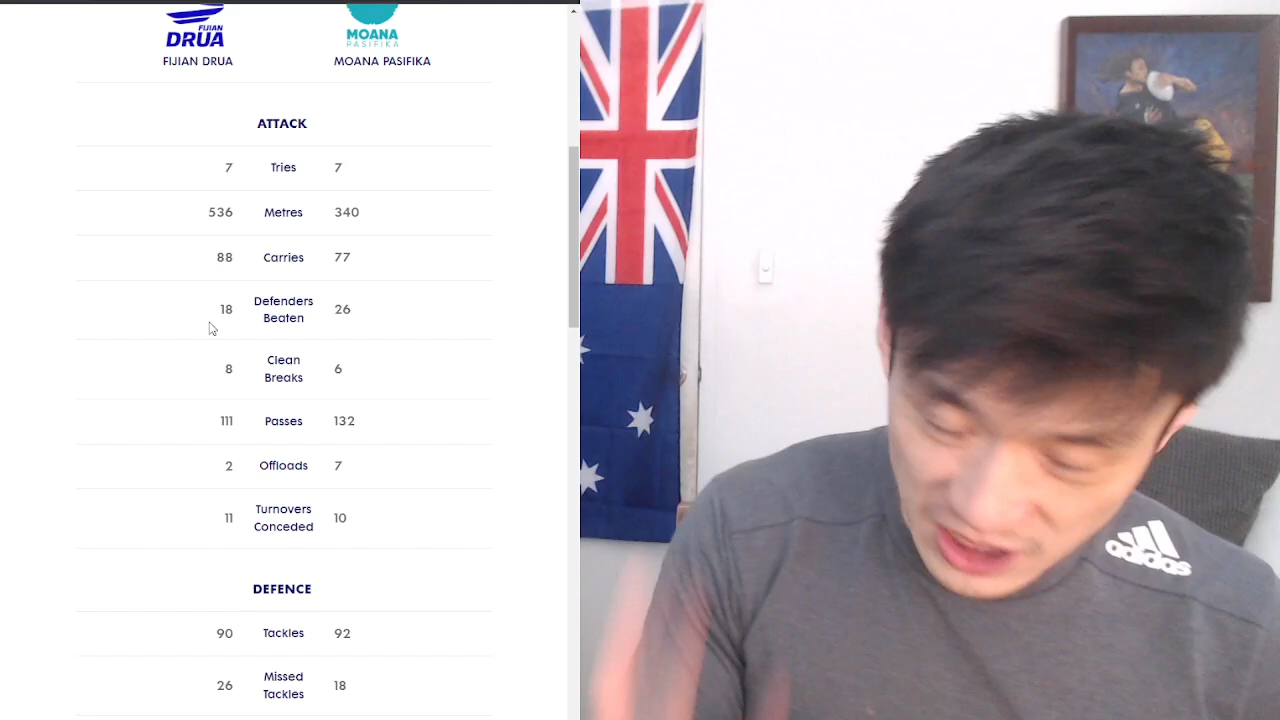 FIJIAN
DRUA
MOANA
PASIFIKA
FIJIAN DRUA
MOANA PASIFIKA
ATTACK
7 Tries 7
536 Metres 340
88 Carries 77
18 Defenders Beaten 26
8 Clean Breaks 6
111 Passes 132
2 Offloads 7
11 Turnovers Conceded 10
DEFENCE
90 Tackles 92
26 Missed Tackles 18
adidas